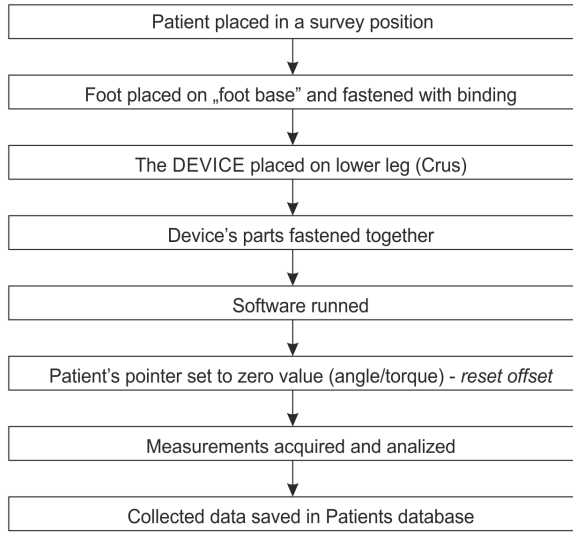 Patient placed in a survey position
Foot placed on „foot base” and fastened with binding
The DEVICE placed on lower leg (Crus)
Device's parts fastened together
Software runned
Patient's pointer set to zero value (angle/torque) - reset offset
Measurements acquired and analized
Collected data saved in Patients database